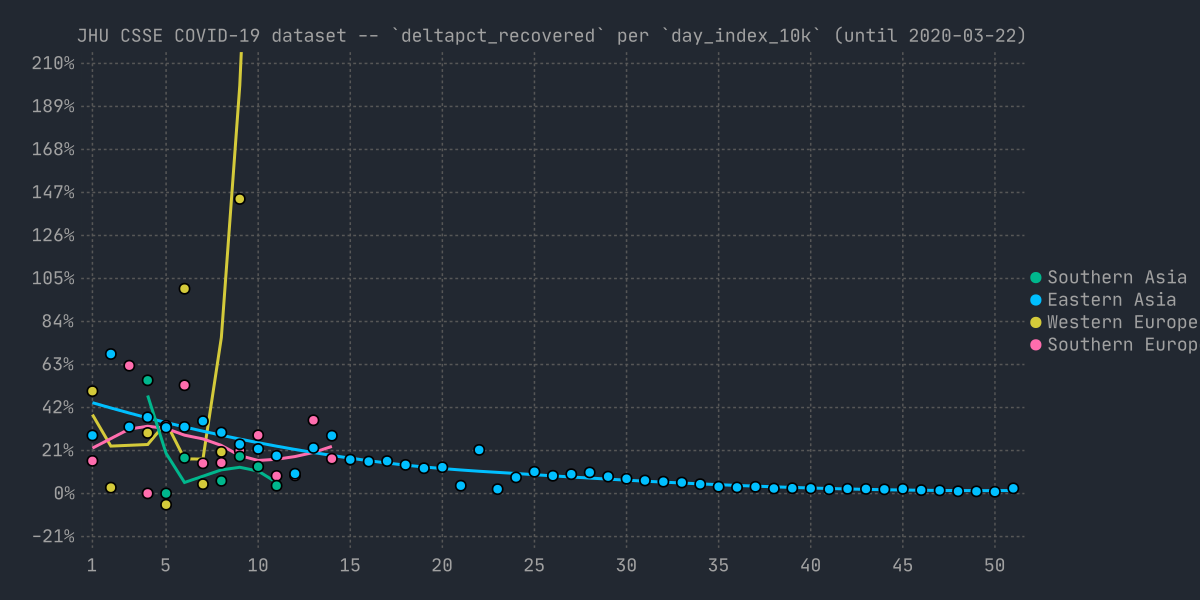 JHU CSSE COVID-19 dataset -- `deltapct_recovered` per `day_index_10k` (until 2020-03-22)
210%
189%
168%
147%
126%
105%
84%
63%
42%
21%
0%
-21%
1 5 10 15 20 25 30 35 40 45 50
Southern Asia
Eastern Asia
Western Europe
Southern Europ